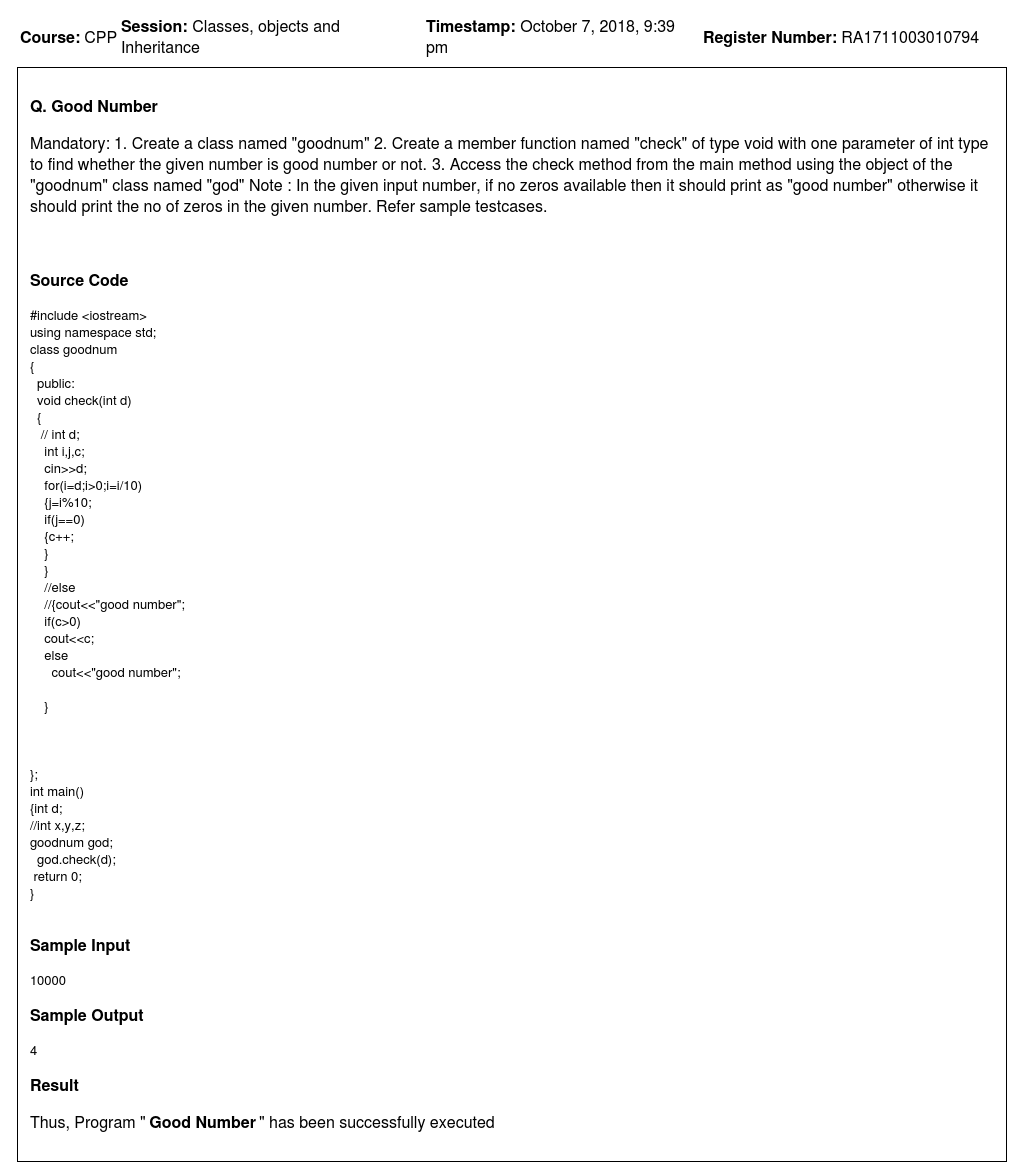 Course: CPP Session: Classes, objects and Inheritance Timestamp: October 7, 2018, 9:39 pm Register Number: RA1711003010794
Q. Good Number
Mandatory: 1. Create a class named "goodnum" 2. Create a member function named "check" of type void with one parameter of int type
to find whether the given number is good number or not. 3. Access the check method from the main method using the object of the
"goodnum" class named "god" Note : In the given input number, if no zeros available then it should print as "good number" otherwise it
should print the no of zeros in the given number. Refer sample testcases.
Source Code
#include <iostream>
using namespace std;
class goodnum
{
public:
void check(int d)
{
// int d;
int i,j,c;
cin>>d;
for(i=d;i>0;i=i/10)
{j=i%10;
if(j==0)
{c++;
}
}
//else
//{cout<<"good number";
if(c>0)
cout<<c;
else
cout<<"good number";
}
};
int main()
{int d;
//int x,y,z;
goodnum god;
god.check(d);
return 0;
}
Sample Input
10000
Sample Output
4
Result
Thus, Program " Good Number " has been successfully executed